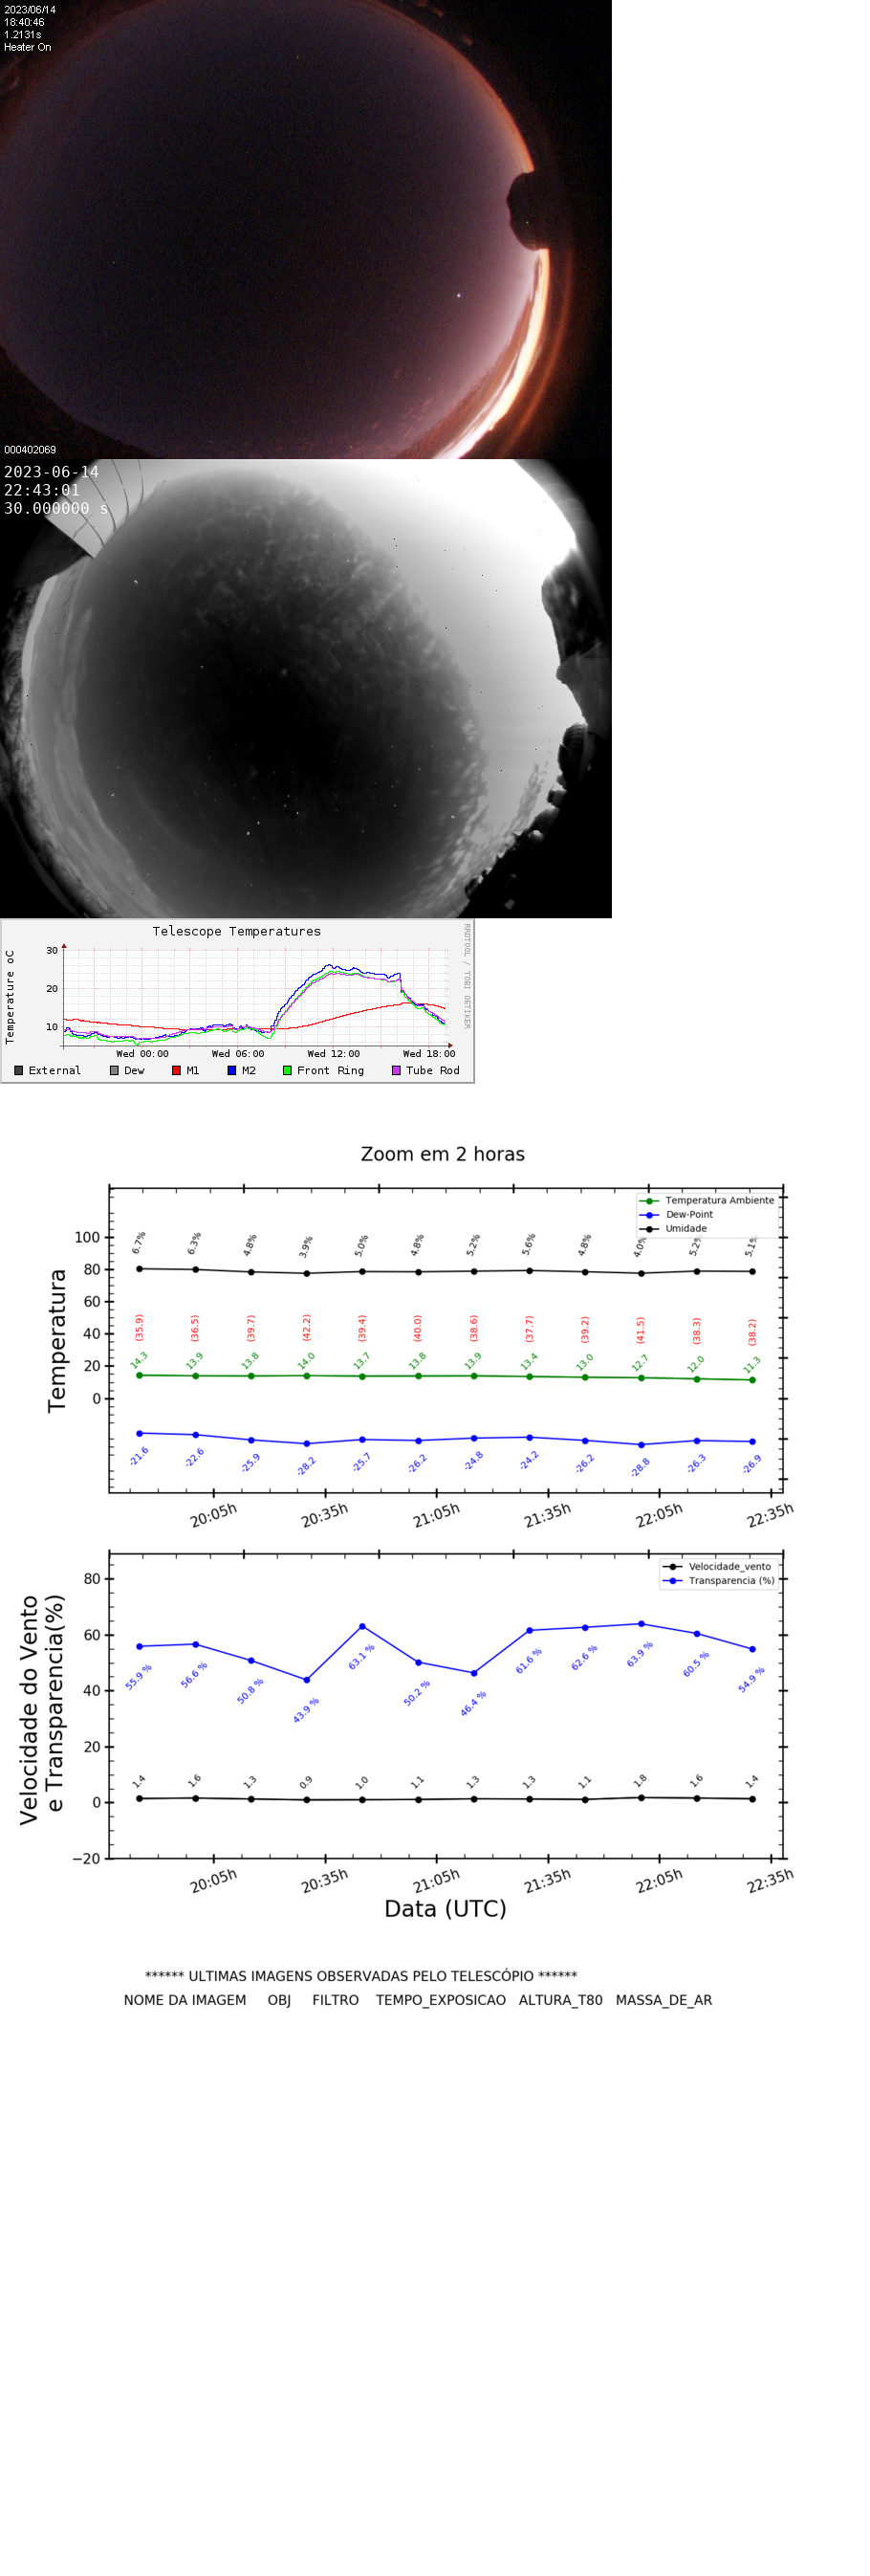 2023/06/14
18:40:46
1.2131s
Heater On
000402069
2023-06-14
22:43:01
30.000000 s
Telescope Temperatures
RRDTOOL / TOBI OETIKER
Temperature oC
30
20
10
Wed 00:00 Wed 06:00 Wed 12:00 Wed 18:00
External Dew M1 M2 Front Ring Tube Rod
Zoom em 2 horas
Temperatura Ambiente
Dew-Point
Umidade
Temperatura
100
80
60
40
20
0
6.7% 6.3% 4.8% 3.9% 5.0% 4.8% 5.2% 5.6% 4.8% 4.0% 5.2% 5.1%
(35.9) (36.5) (39.7) (42.2) (39.4) (40.0) (38.6) (37.7) (39.2) (41.5) (38.3) (38.2)
14.3 13.9 13.8 14.0 13.7 13.8 13.9 13.4 13.0 12.7 12.0 11.3
-21.6 -22.6 -25.9 -28.2 -25.7 -26.2 -24.8 -24.2 -26.2 -28.8 -26.3 -26.9
20:05h 20:35h 21:05h 21:35h 22:05h 22:35h
Velocidade_vento
Transparencia (%)
Velocidade do Vento
e Transparencia(%)
80
60
40
20
0
−20
55.9 % 56.6 % 50.8 % 43.9 % 63.1 % 50.2 % 46.4 % 61.6 % 62.6 % 63.9 % 60.5 % 54.9 %
1.4 1.6 1.3 0.9 1.0 1.1 1.3 1.3 1.1 1.8 1.6 1.4
20:05h 20:35h 21:05h 21:35h 22:05h 22:35h
Data (UTC)
****** ULTIMAS IMAGENS OBSERVADAS PELO TELESCÓPIO ******
NOME DA IMAGEM OBJ FILTRO TEMPO_EXPOSICAO ALTURA_T80 MASSA_DE_AR